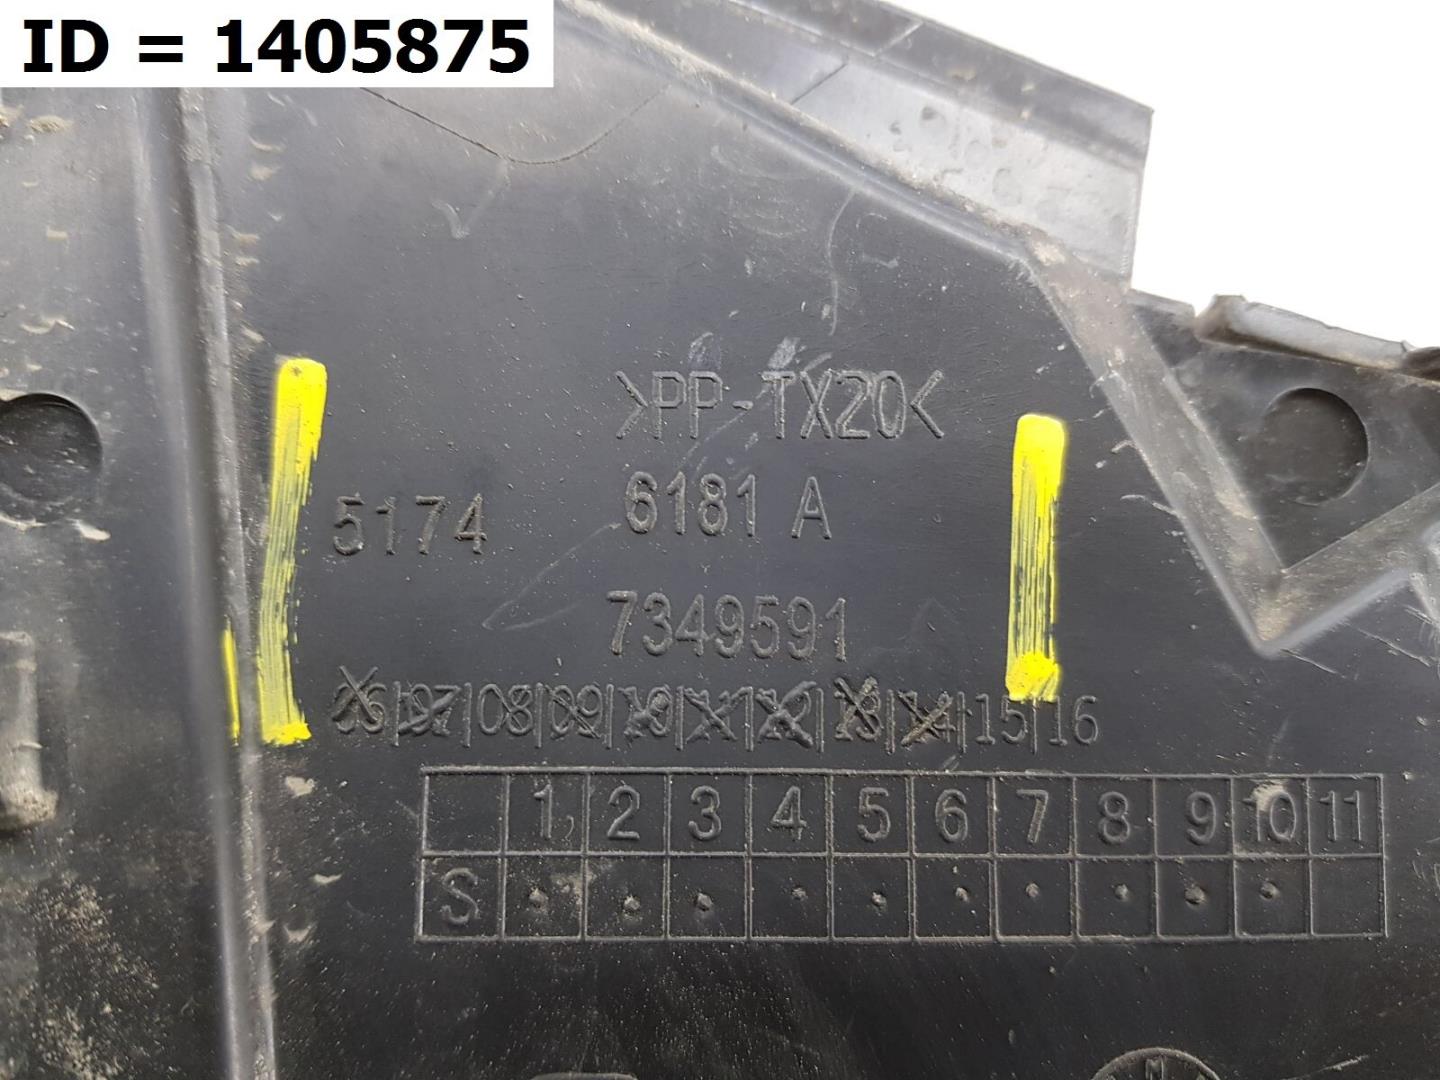 ID = 1405875
>PP-TX20<
5174 6181 A
7349591
06|07|08|09|10|11|12|13|14|15|16
1 2 3 4 5 6 7 8 9 10 11
S